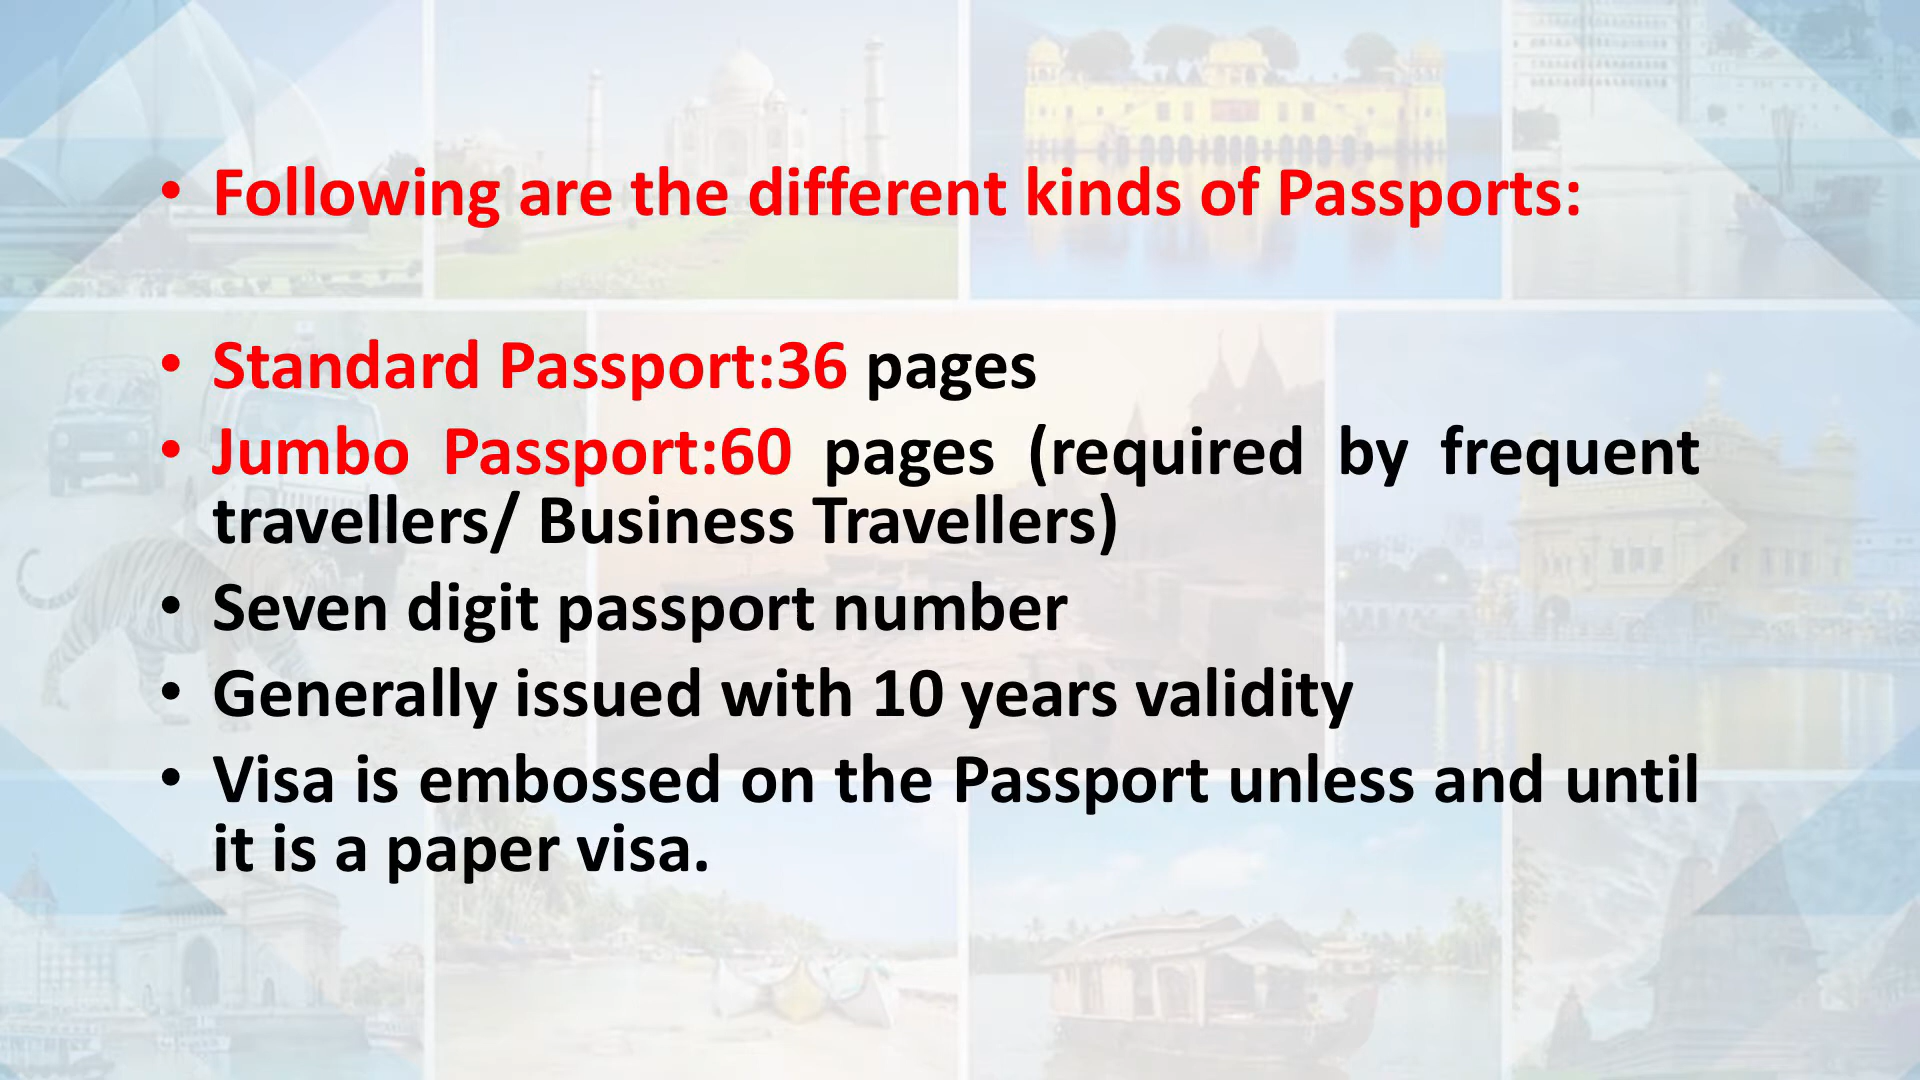 • Following are the different kinds of Passports:
• Standard Passport:36 pages
• Jumbo Passport:60 pages (required by frequent
travellers/ Business Travellers)
• Seven digit passport number
• Generally issued with 10 years validity
• Visa is embossed on the Passport unless and until
it is a paper visa.